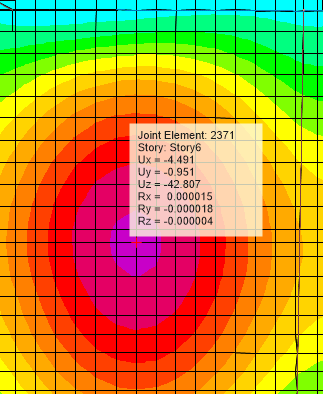 Joint Element: 2371
Story: Story6
Ux = -4.491
Uy = -0.951
Uz = -42.807
Rx = 0.000015
Ry = -0.000018
Rz = -0.000004